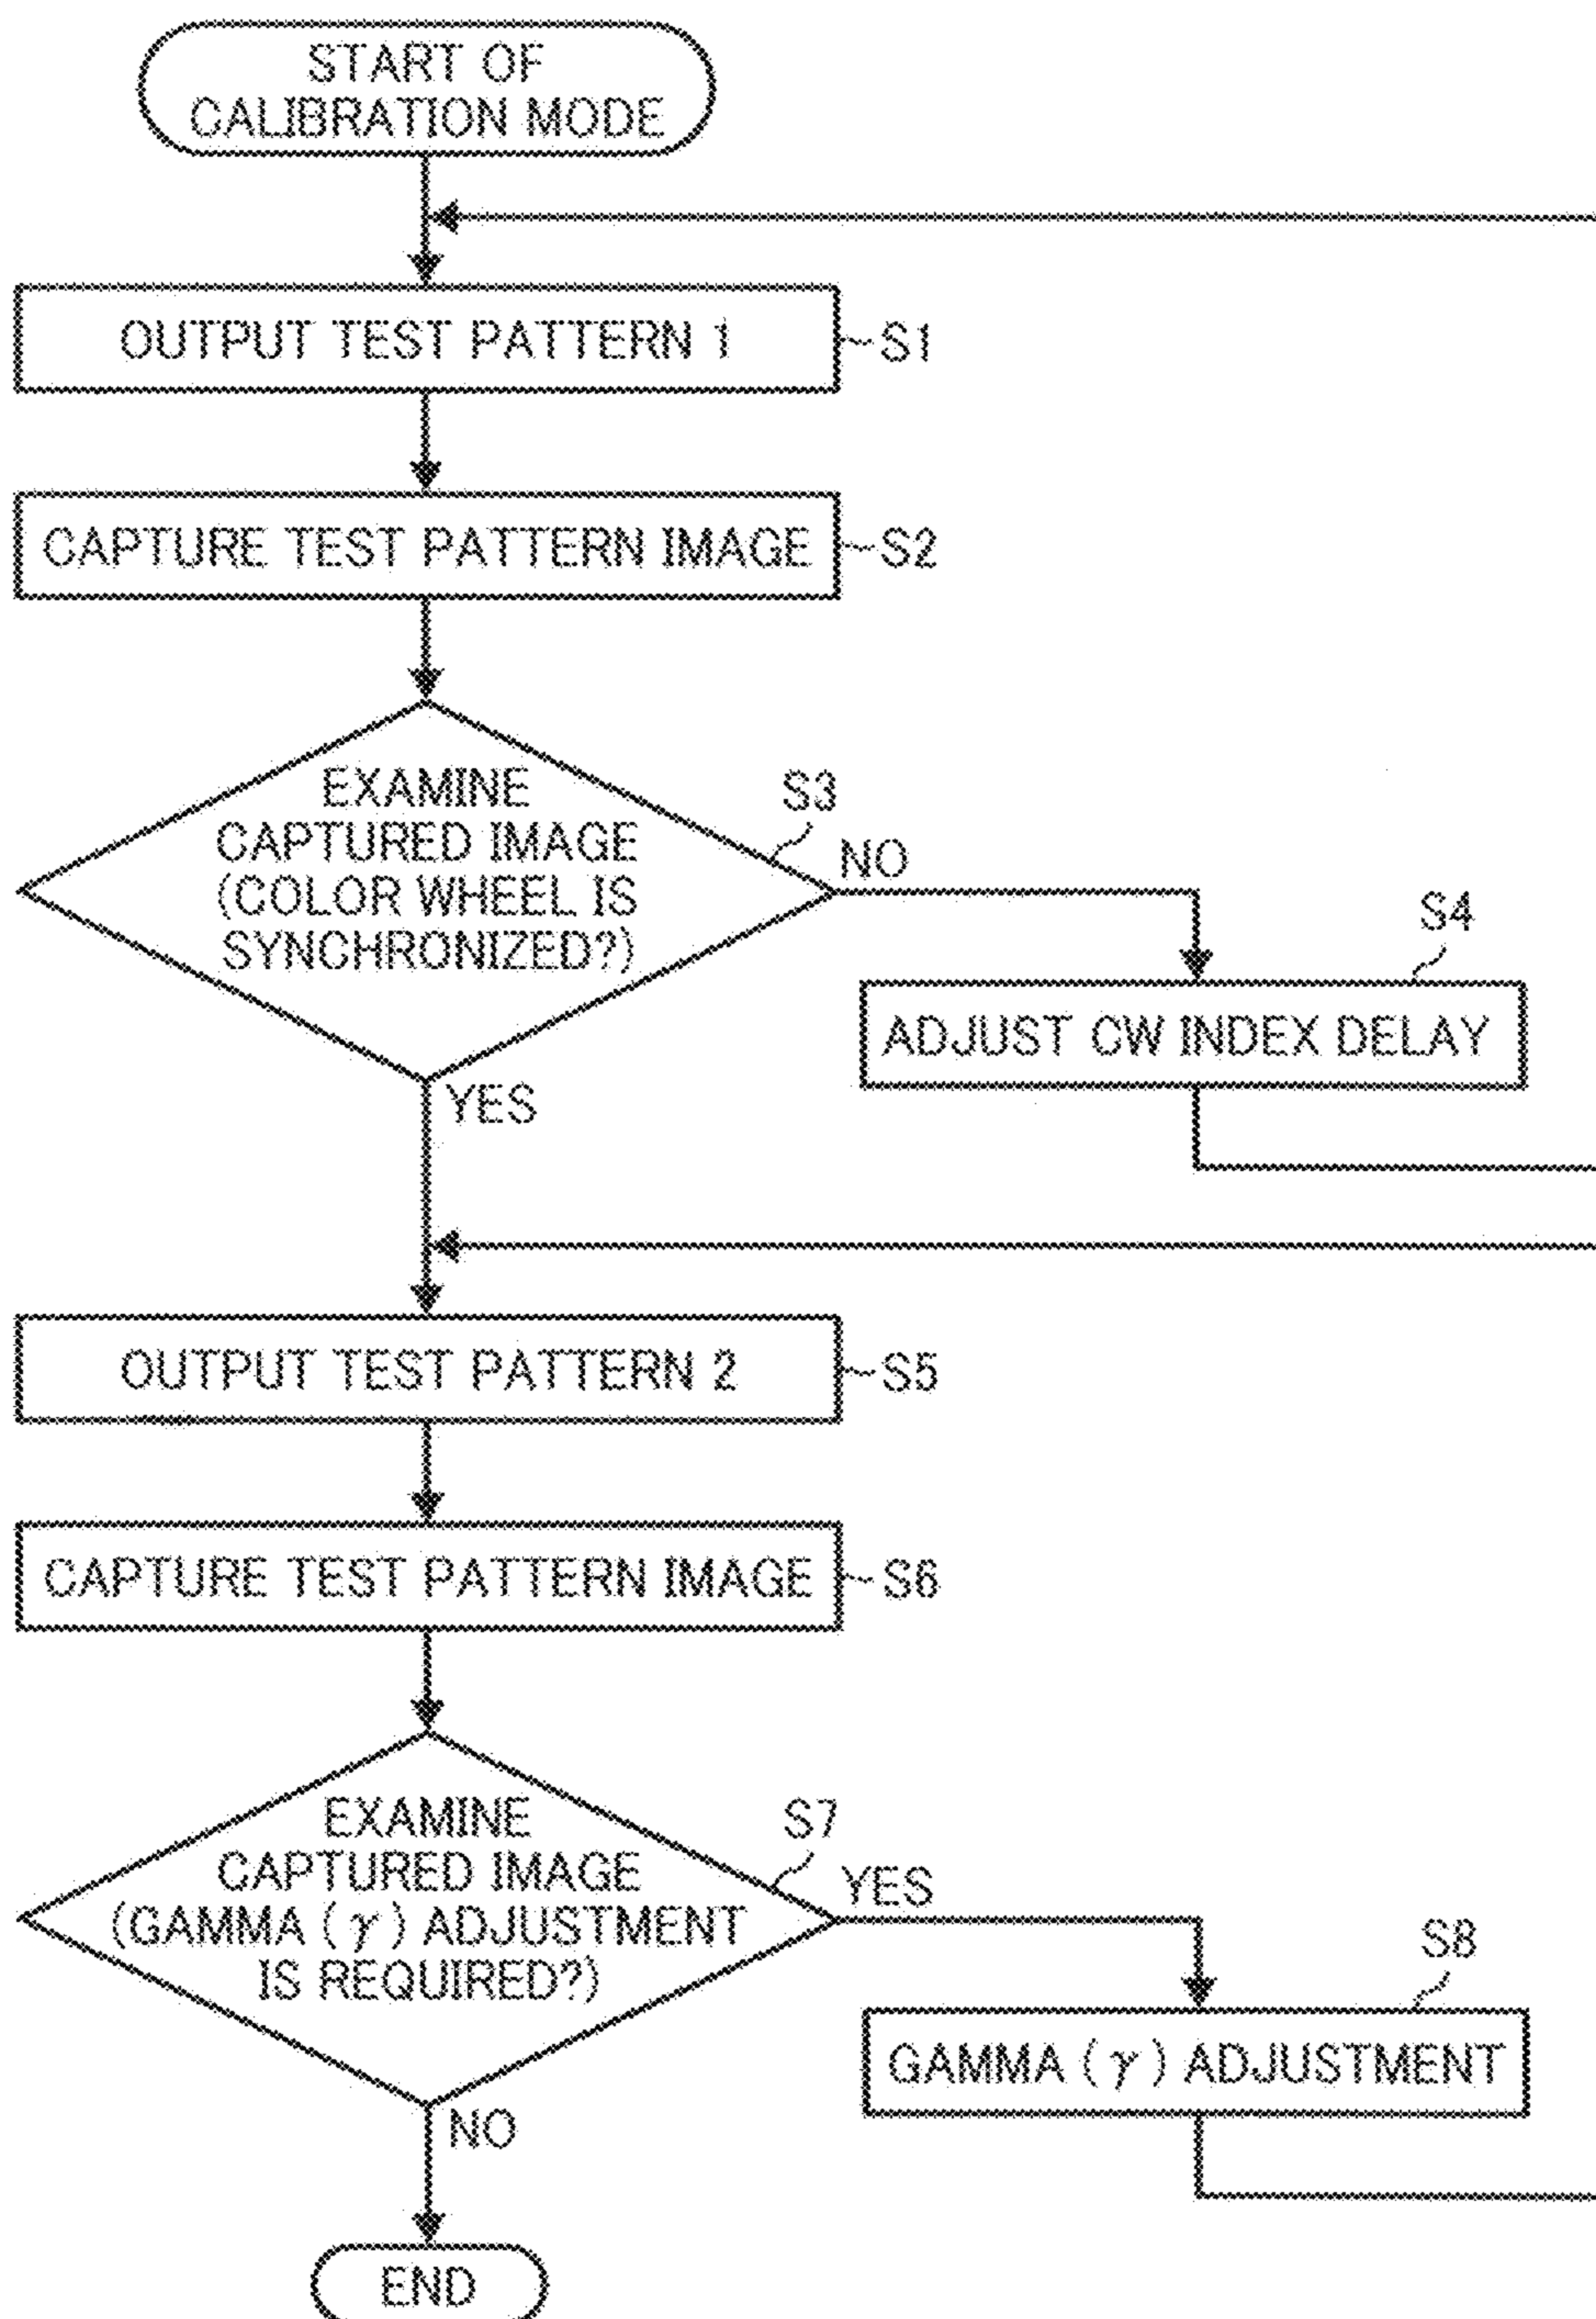 START OF
CALIBRATION MODE
OUTPUT TEST PATTERN 1
S1
CAPTURE TEST PATTERN IMAGE
S2
EXAMINE
CAPTURED IMAGE
(COLOR WHEEL IS
SYNCHRONIZED?)
S3
NO
S4
ADJUST CW INDEX DELAY
YES
OUTPUT TEST PATTERN 2
S5
CAPTURE TEST PATTERN IMAGE
S6
EXAMINE
CAPTURED IMAGE
(GAMMA (γ) ADJUSTMENT
IS REQUIRED?)
S7
YES
S8
GAMMA (γ) ADJUSTMENT
NO
END